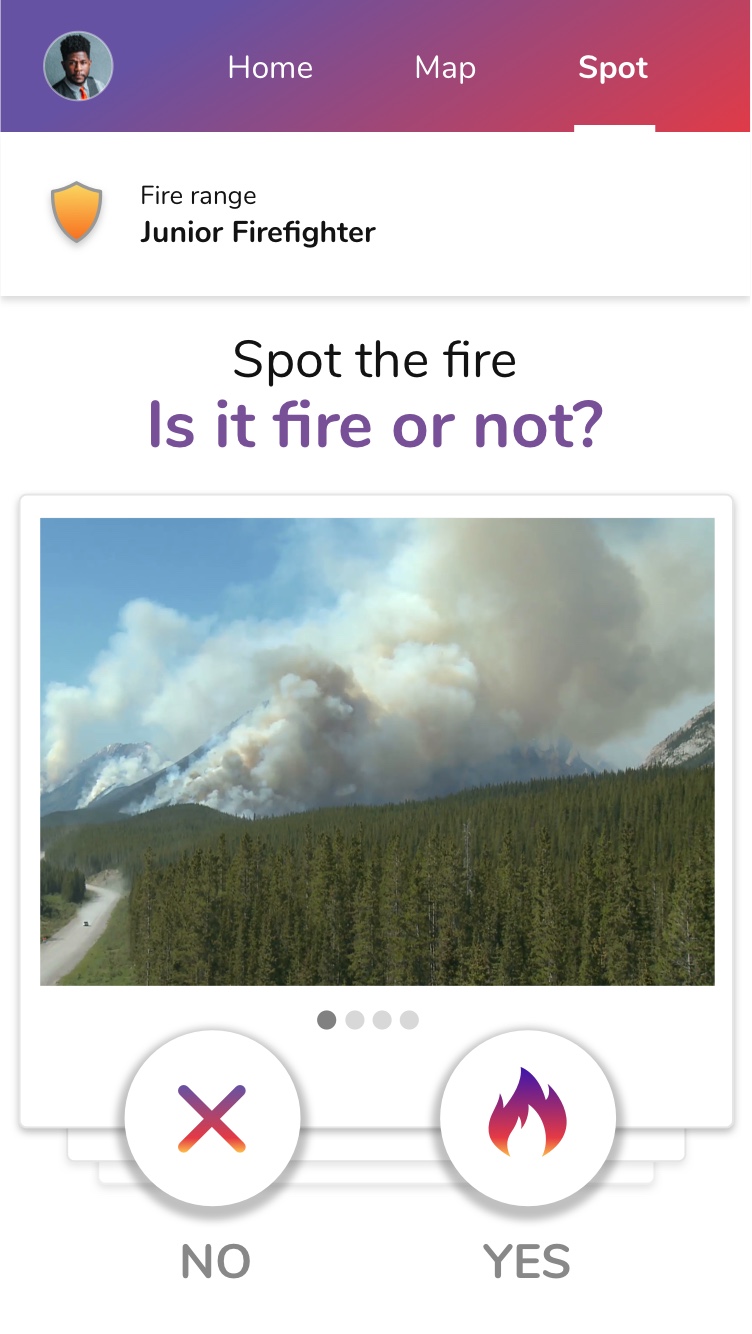 Home Map Spot
Fire range
Junior Firefighter
Spot the fire
Is it fire or not?
NO YES